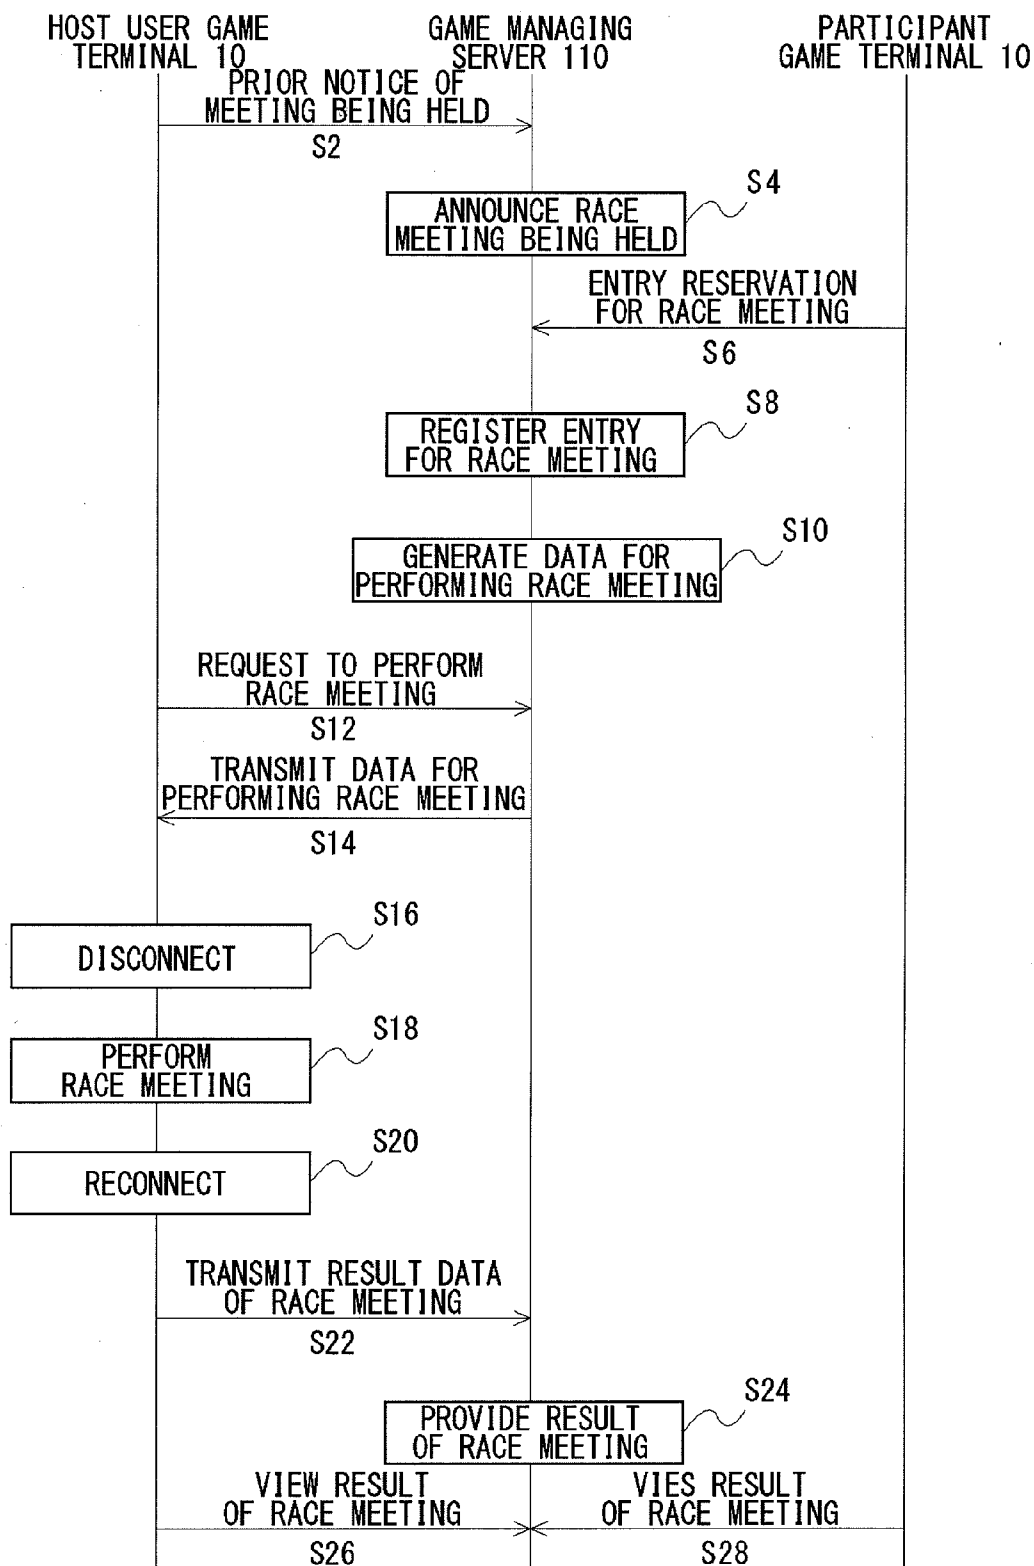 HOST USER GAME
TERMINAL 10
GAME MANAGING
SERVER 110
PARTICIPANT
GAME TERMINAL 10
PRIOR NOTICE OF
MEETING BEING HELD
S2
S4
ANNOUNCE RACE
MEETING BEING HELD
ENTRY RESERVATION
FOR RACE MEETING
S6
S8
REGISTER ENTRY
FOR RACE MEETING
S10
GENERATE DATA FOR
PERFORMING RACE MEETING
REQUEST TO PERFORM
RACE MEETING
S12
TRANSMIT DATA FOR
PERFORMING RACE MEETING
S14
S16
DISCONNECT
S18
PERFORM
RACE MEETING
S20
RECONNECT
TRANSMIT RESULT DATA
OF RACE MEETING
S22
S24
PROVIDE RESULT
OF RACE MEETING
VIEW RESULT
OF RACE MEETING
S26
VIES RESULT
OF RACE MEETING
S28